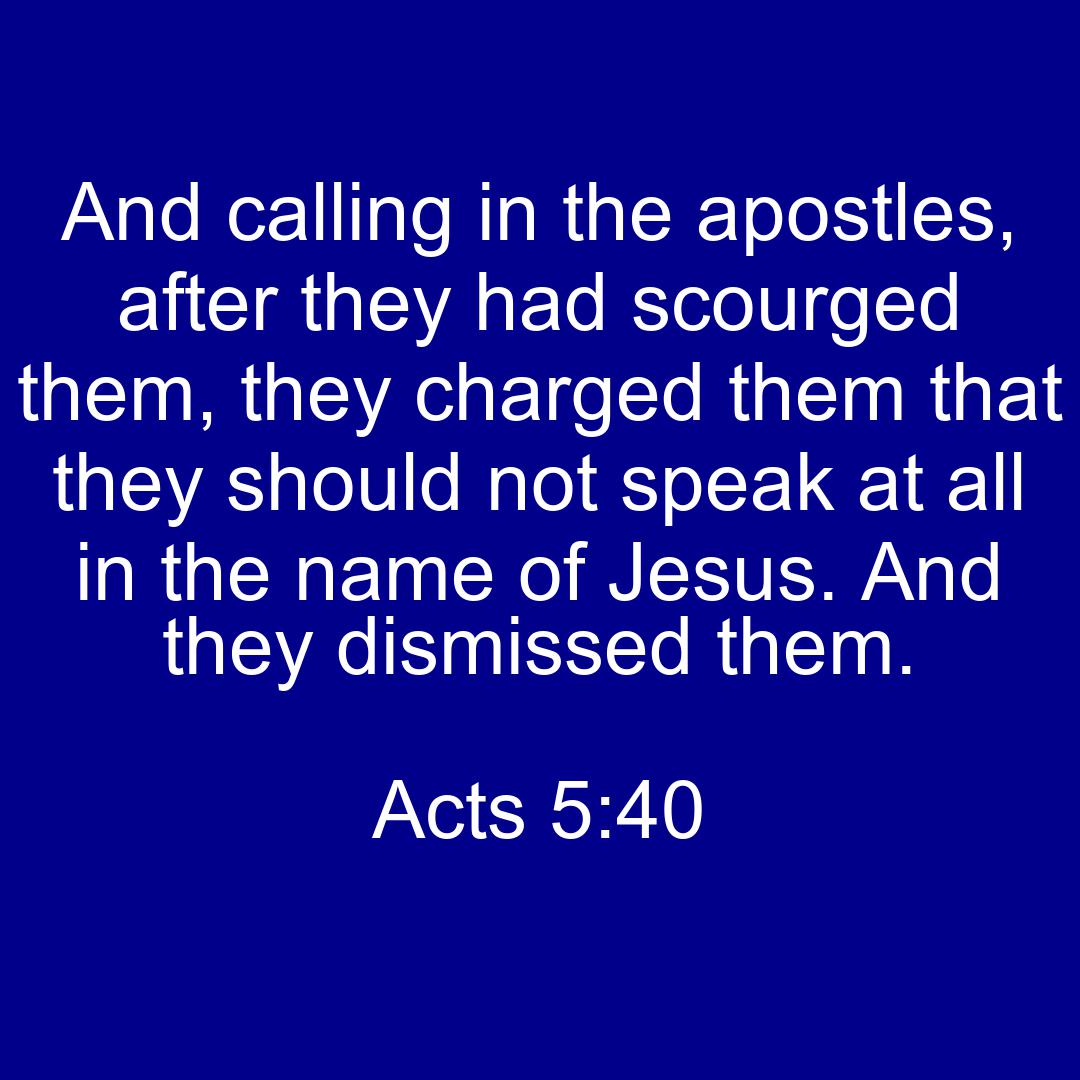 And calling in the apostles,
after they had scourged
them, they charged them that
they should not speak at all
in the name of Jesus. And
they dismissed them.
Acts 5:40